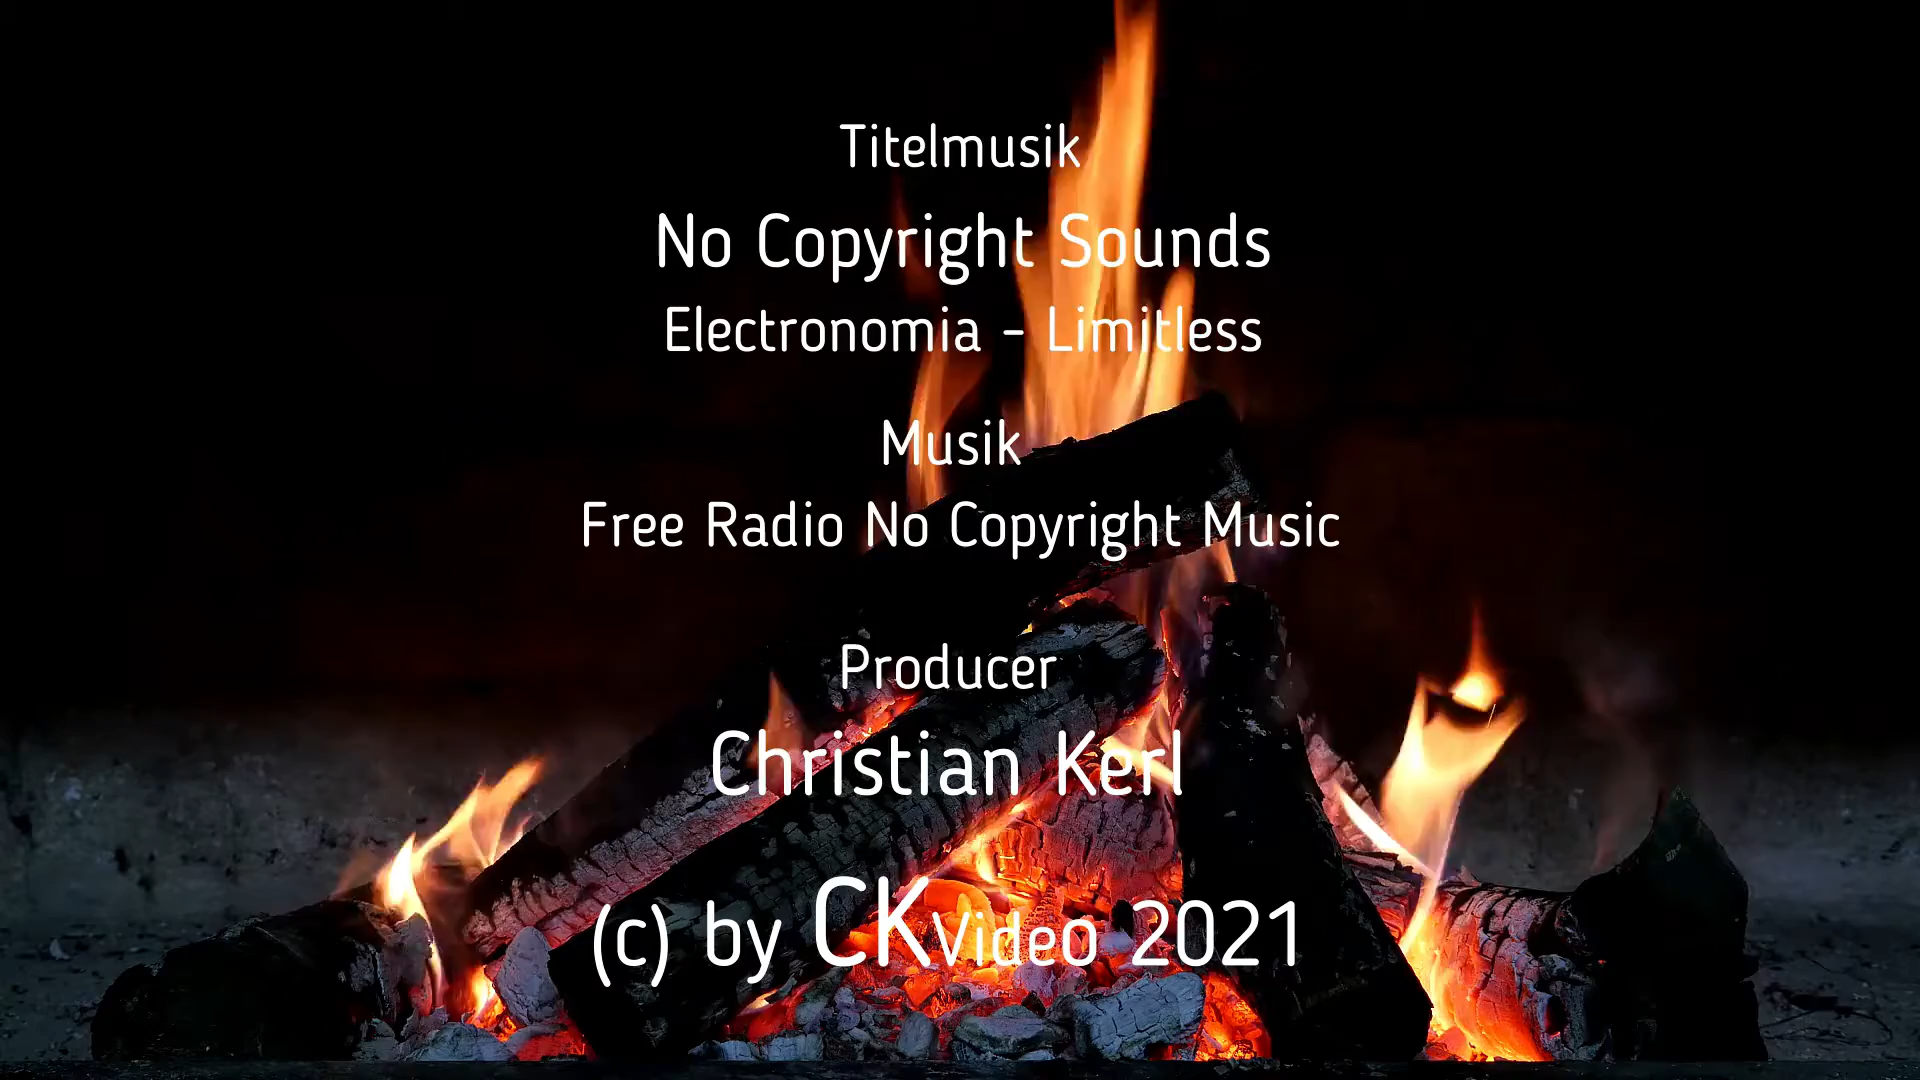 Titelmusik
No Copyright Sounds
Electronomia - Limitless
Musik
Free Radio No Copyright Music
Producer
Christian Kerl
(c) by CKVideo 2021